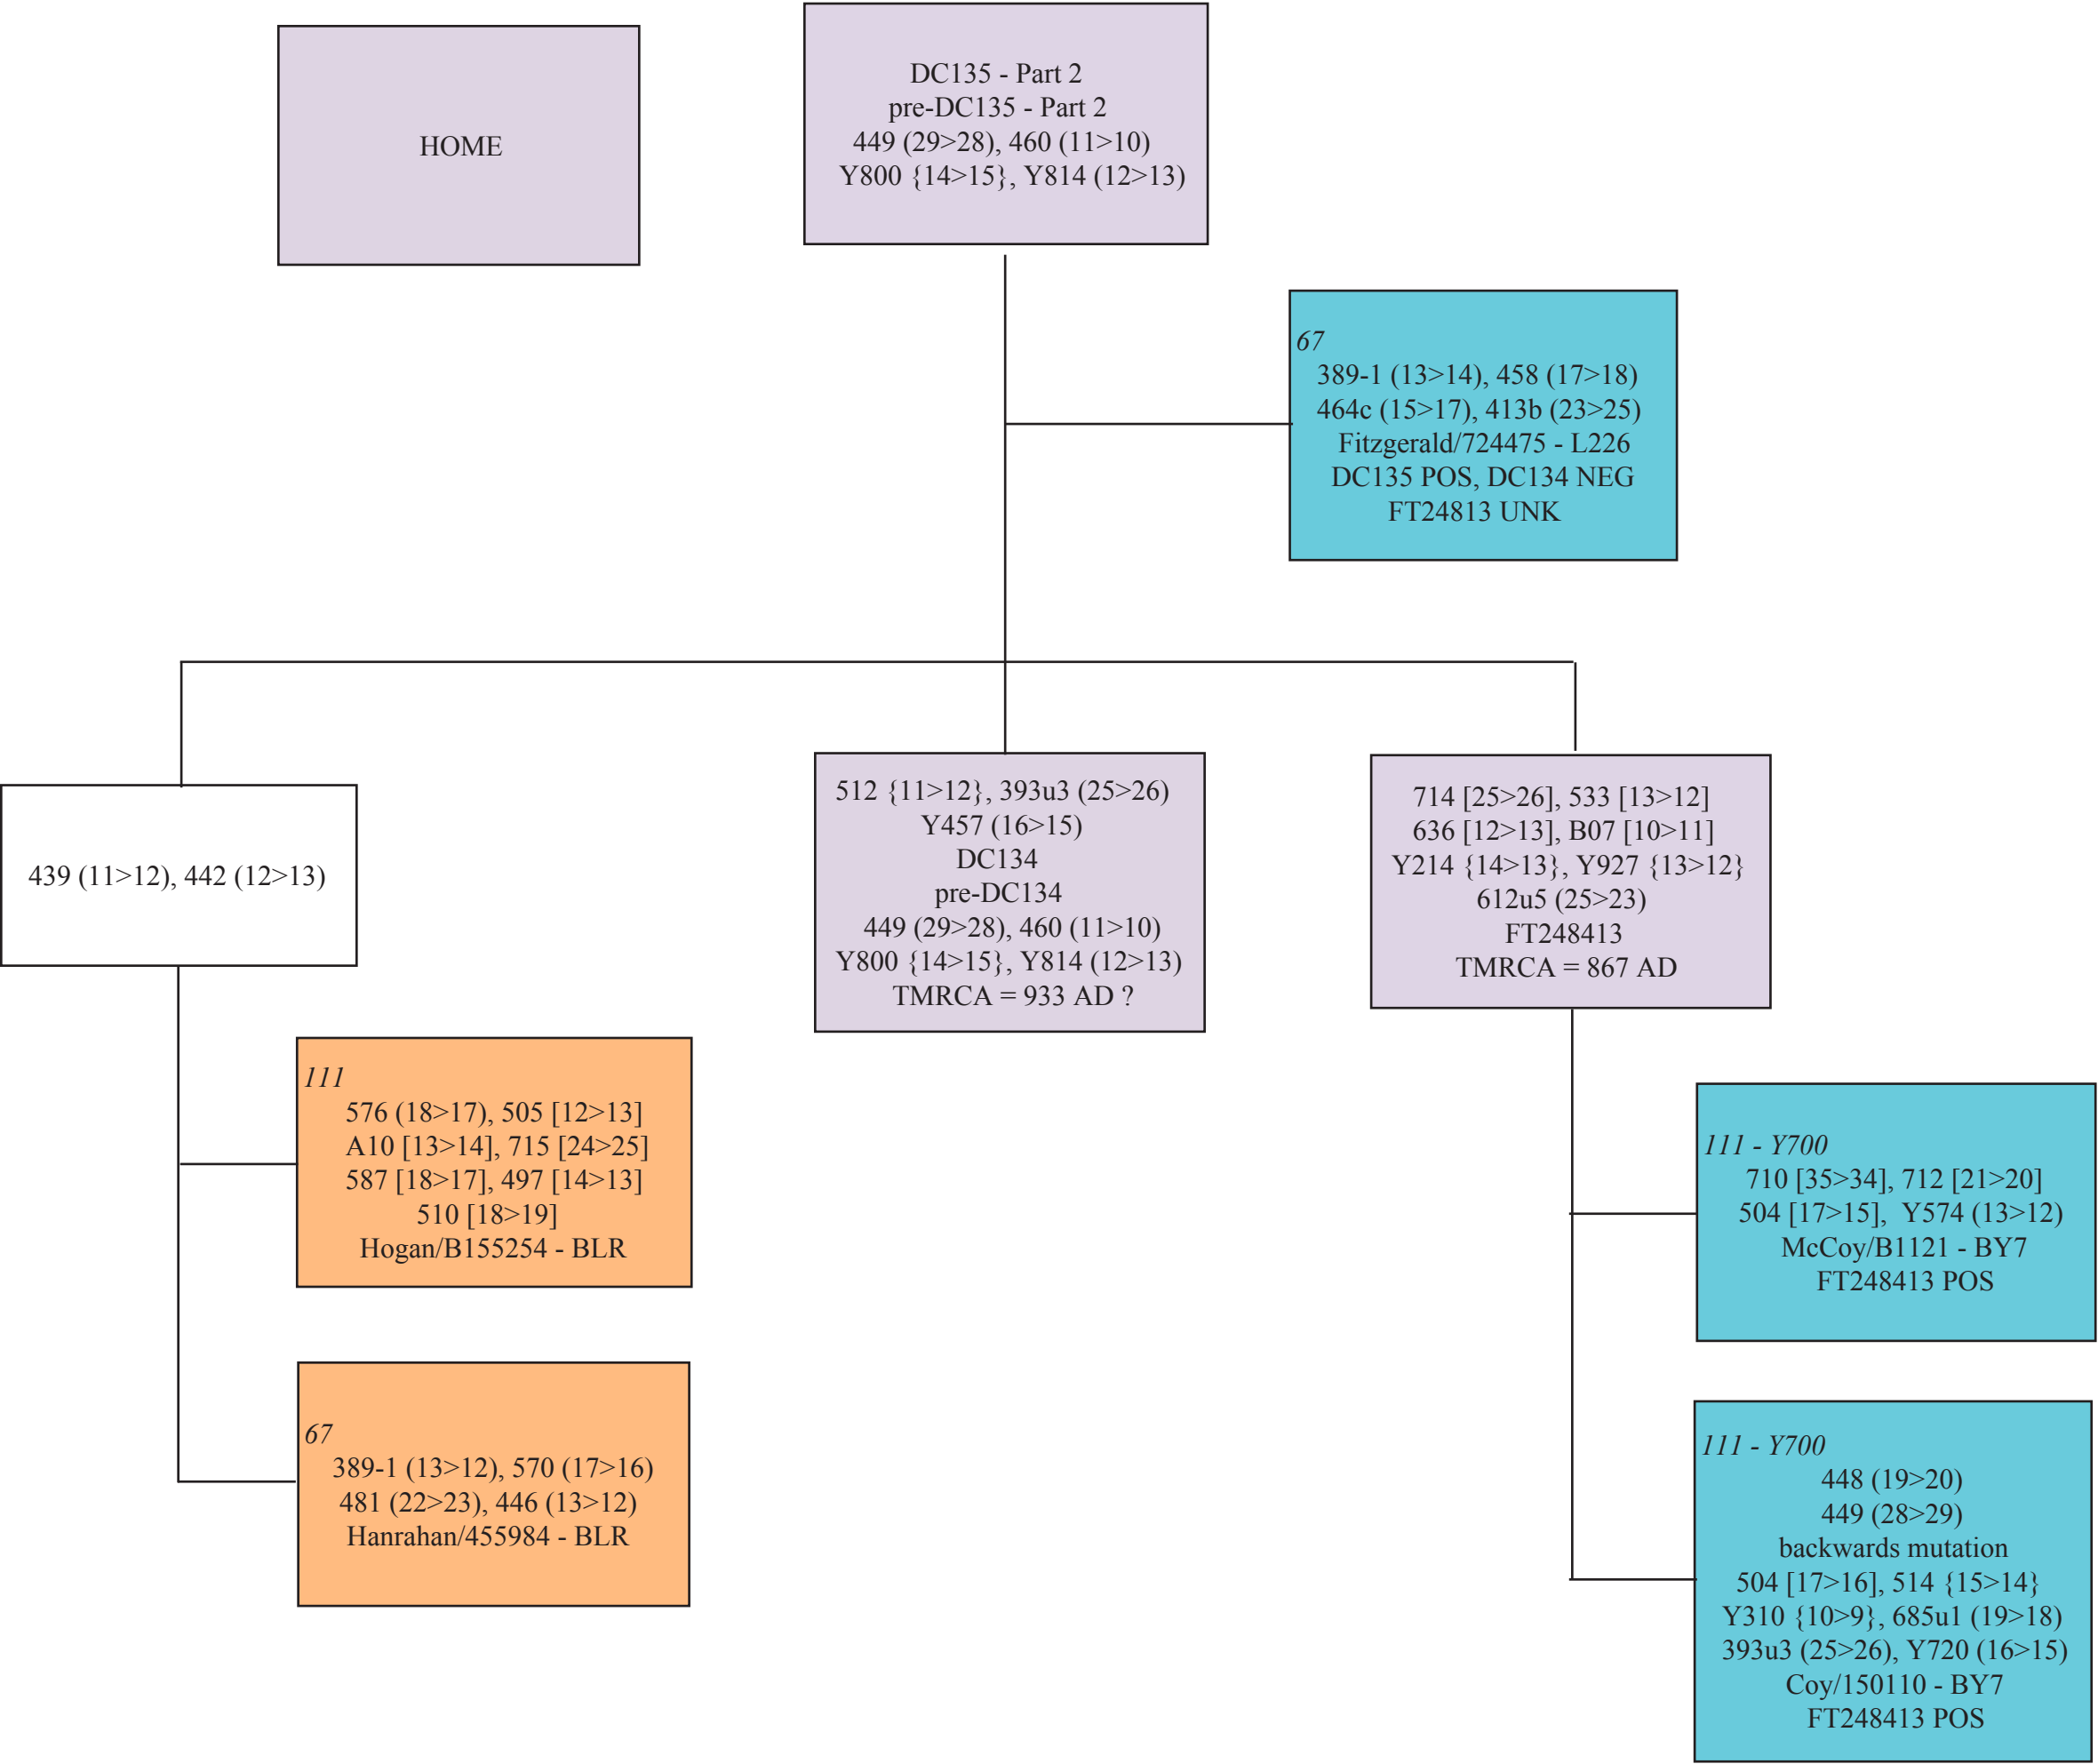 HOME
DC135 - Part 2
pre-DC135 - Part 2
449 (29>28), 460 (11>10)
Y800 {14>15}, Y814 (12>13)
67
389-1 (13>14), 458 (17>18)
464c (15>17), 413b (23>25)
Fitzgerald/724475 - L226
DC135 POS, DC134 NEG
FT24813 UNK
439 (11>12), 442 (12>13)
512 {11>12}, 393u3 (25>26)
Y457 (16>15)
DC134
pre-DC134
449 (29>28), 460 (11>10)
Y800 {14>15}, Y814 (12>13)
TMRCA = 933 AD ?
714 [25>26], 533 [13>12]
636 [12>13], B07 [10>11]
Y214 {14>13}, Y927 {13>12}
612u5 (25>23)
FT248413
TMRCA = 867 AD
111
576 (18>17), 505 [12>13]
A10 [13>14], 715 [24>25]
587 [18>17], 497 [14>13]
510 [18>19]
Hogan/B155254 - BLR
67
389-1 (13>12), 570 (17>16)
481 (22>23), 446 (13>12)
Hanrahan/455984 - BLR
111 - Y700
710 [35>34], 712 [21>20]
504 [17>15], Y574 (13>12)
McCoy/B1121 - BY7
FT248413 POS
111 - Y700
448 (19>20)
449 (28>29)
backwards mutation
504 [17>16], 514 {15>14}
Y310 {10>9}, 685u1 (19>18)
393u3 (25>26), Y720 (16>15)
Coy/150110 - BY7
FT248413 POS